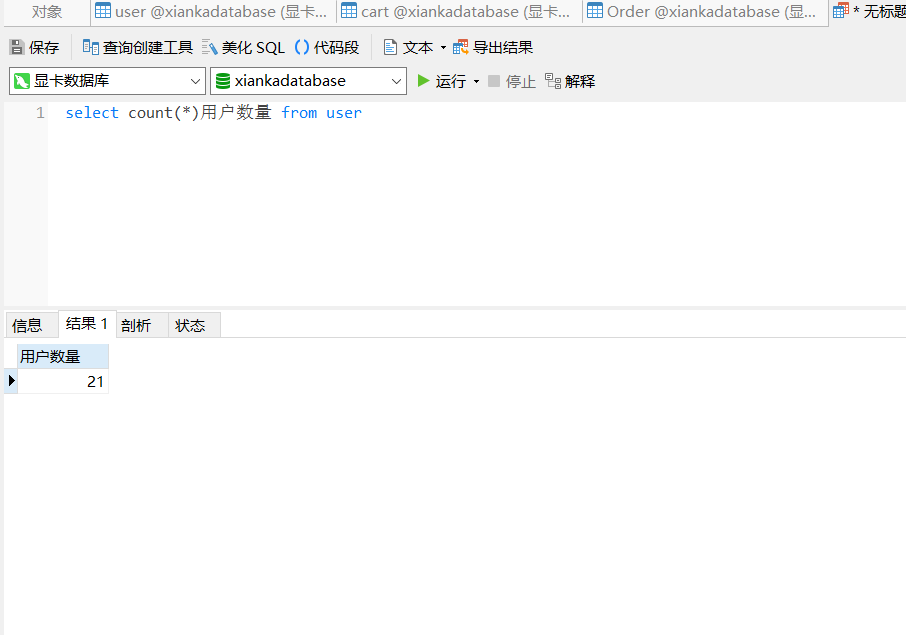 对象 user @xiankadatabase (显卡... cart @xiankadatabase (显卡... Order @xiankadatabase (显... * 无标题
保存 查询创建工具 美化 SQL () 代码段 文本 导出结果
显卡数据库 xiankadatabase 运行 停止 解释
1 select count(*)用户数量 from user
信息 结果 1 剖析 状态
用户数量
21